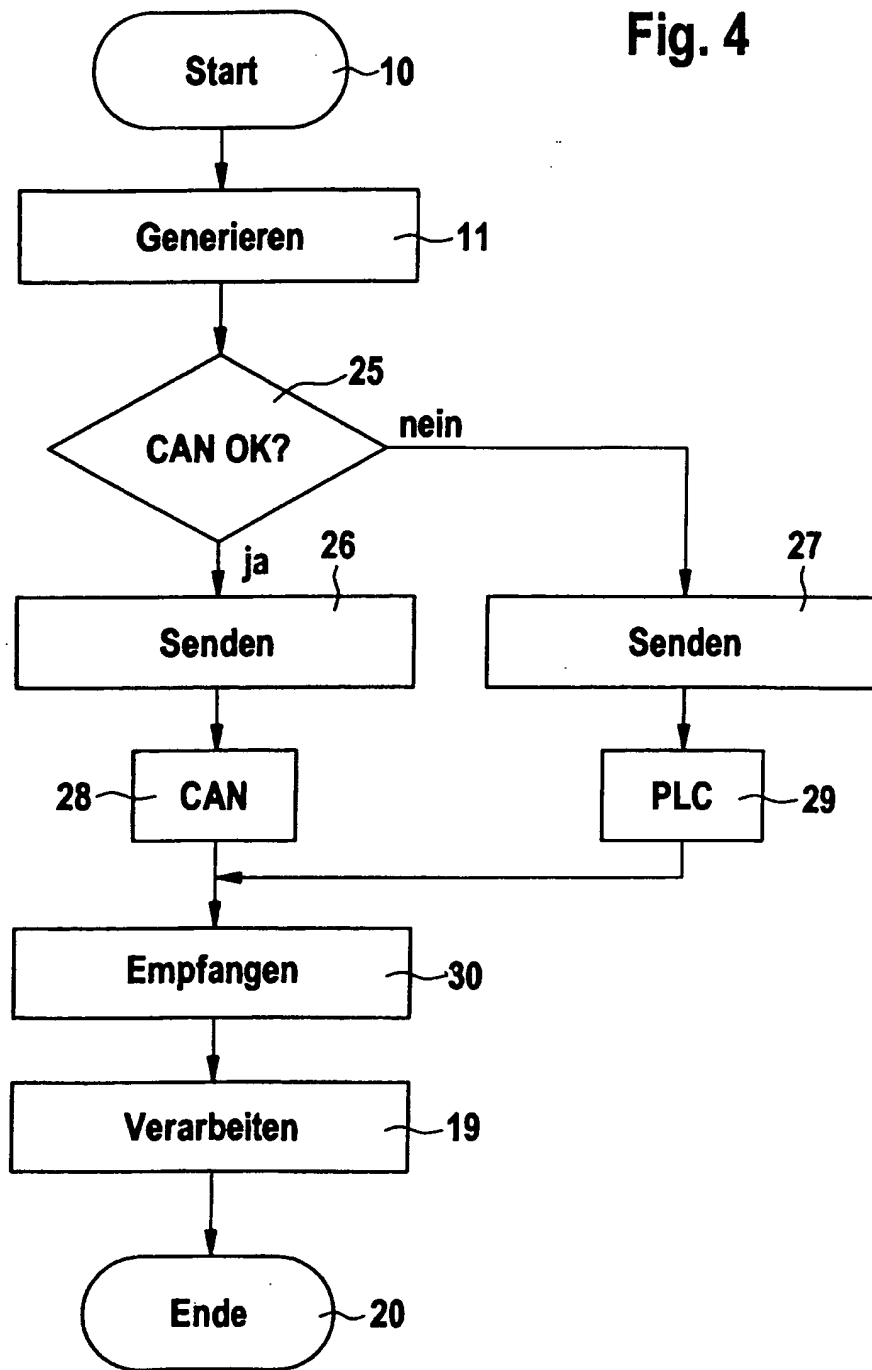 Fig. 4
Start 10
Generieren 11
25
CAN OK?
nein
ja
26
27
Senden
Senden
28 CAN
PLC 29
Empfangen 30
Verarbeiten 19
Ende 20